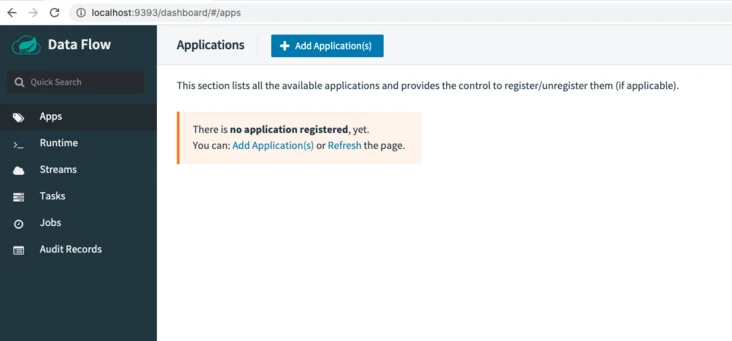 localhost:9393/dashboard/#/apps
Data Flow
Quick Search
Apps
Runtime
Streams
Tasks
Jobs
Audit Records
Applications
Add Application(s)
This section lists all the available applications and provides the control to register/unregister them (if applicable).
There is no application registered, yet.
You can: Add Application(s) or Refresh the page.